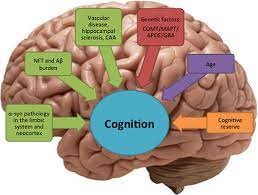 Vascular
disease,
hippocampal
sclerosis, CAA
Genetic factors:
COMT/MAPT/
APOE/GBA
NFT and Aβ
burden
Age
α-syn pathology
in the limbic
system and
neocortex
Cognition
Cognitive
reserve